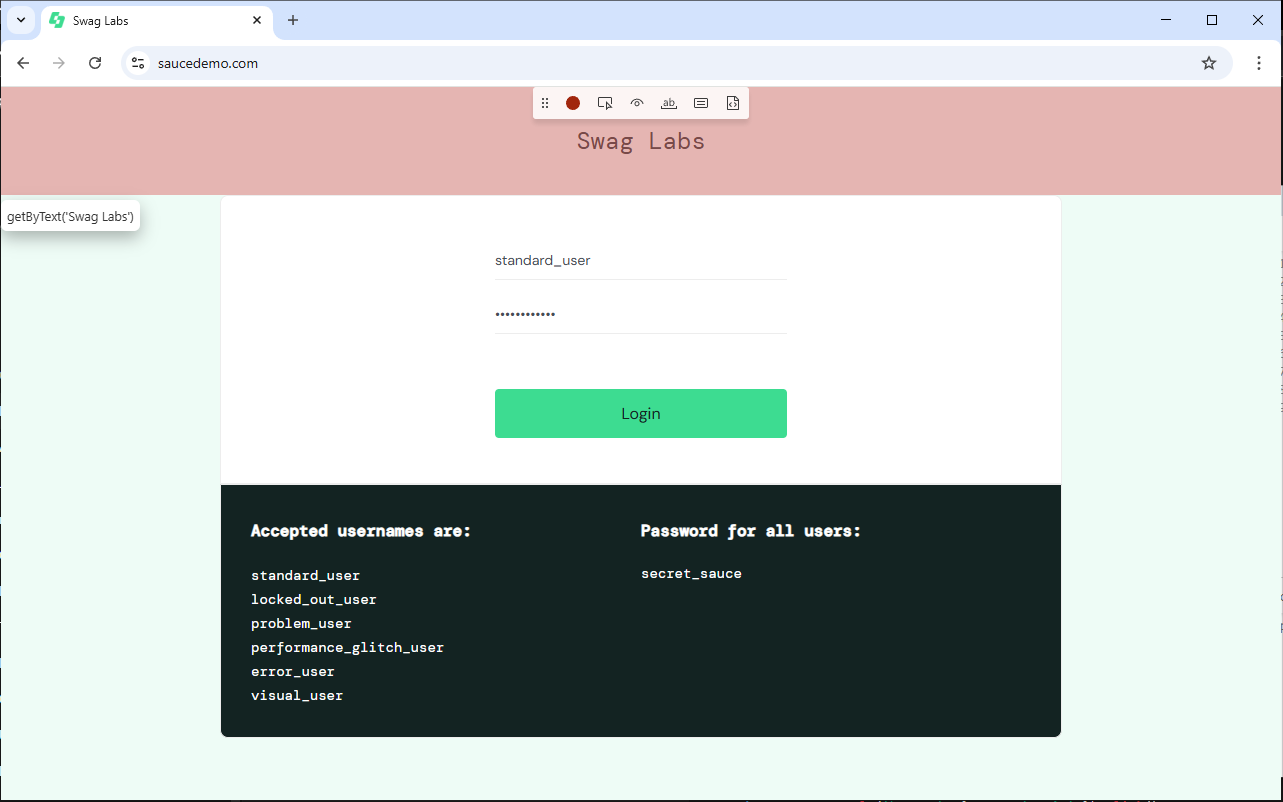 Swag Labs
saucedemo.com
ab
Swag Labs
getByText('Swag Labs')
standard_user
••••••••••••
Login
Accepted usernames are:
standard_user
locked_out_user
problem_user
performance_glitch_user
error_user
visual_user
Password for all users:
secret_sauce